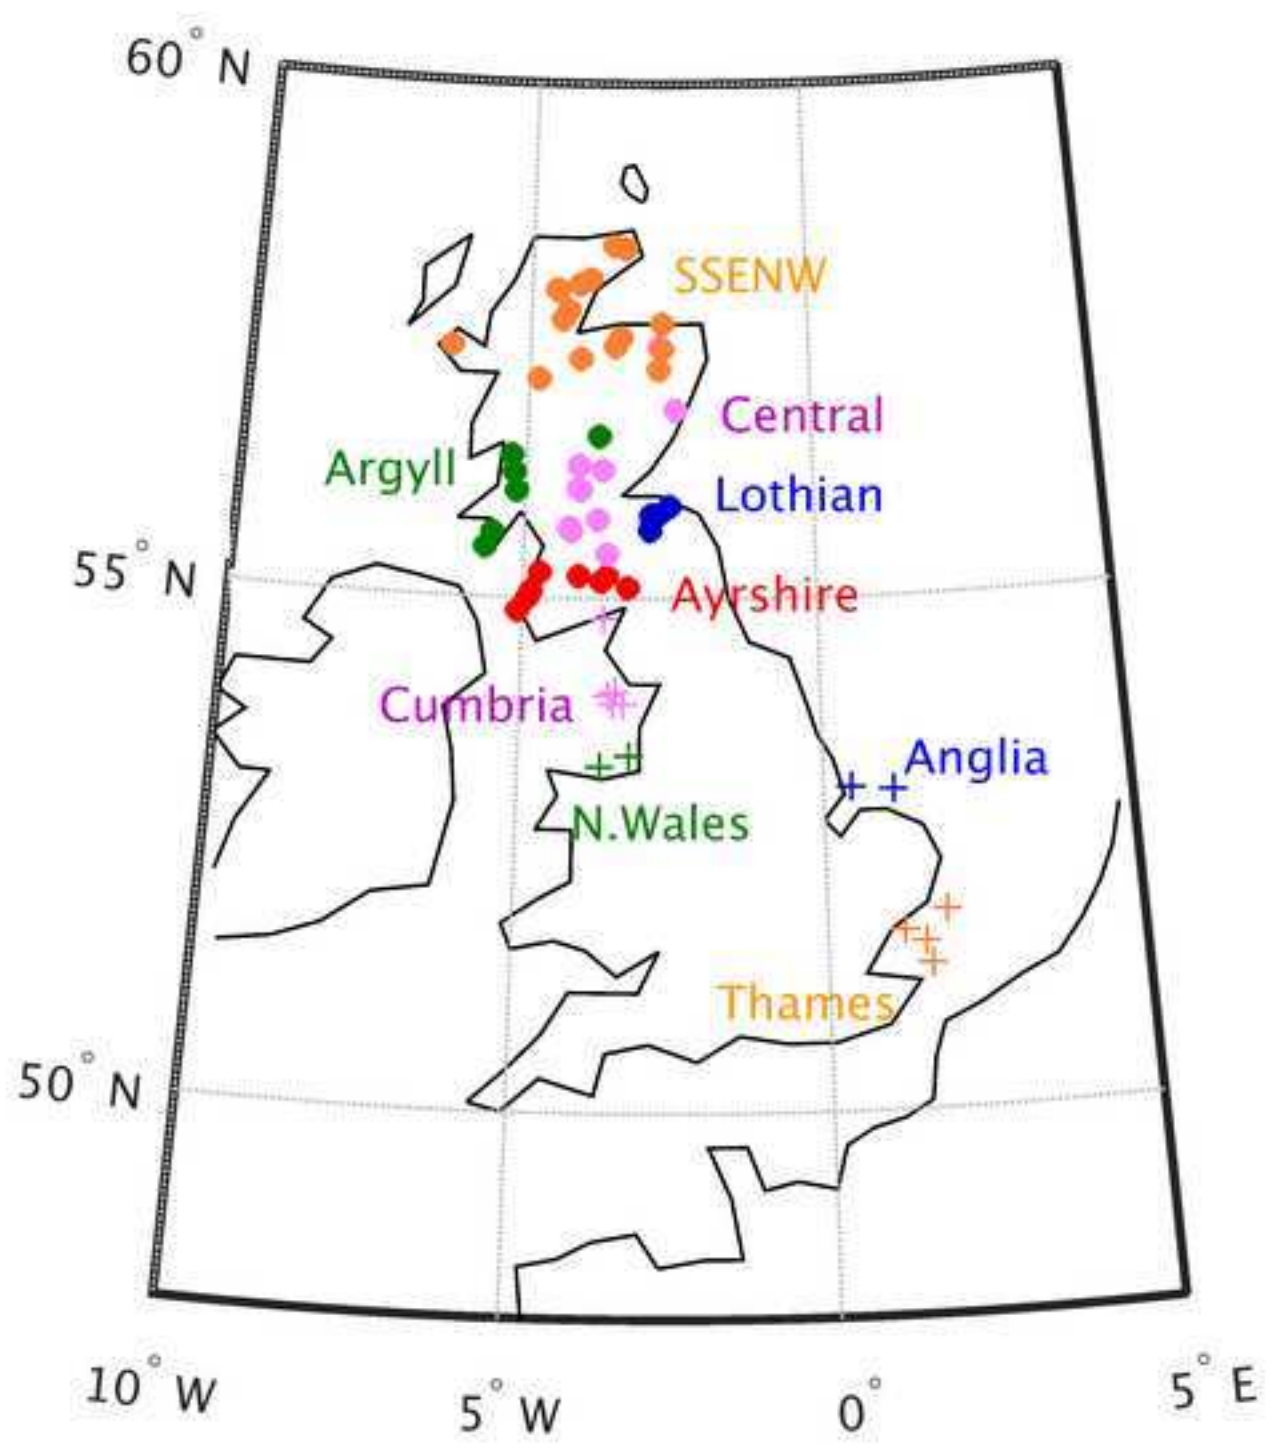 60° N
SSENW
Central
Argyll
Lothian
55° N
Ayrshire
Cumbria
Anglia
N.Wales
Thames
50° N
10° W
5° W
0°
5° E